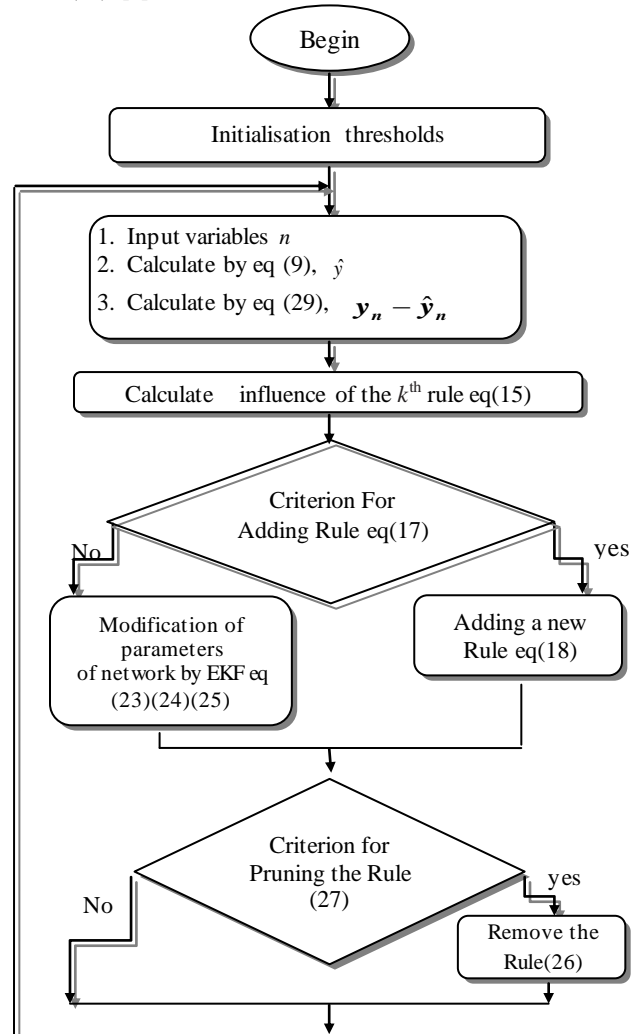 Begin
Initialisation thresholds
1. Input variables n
2. Calculate by eq (9), ŷ
3. Calculate by eq (29), yₙ − ŷₙ
Calculate influence of the kᵗʰ rule eq(15)
Criterion For
Adding Rule eq(17)
No
yes
Modification of
parameters
of network by EKF eq
(23)(24)(25)
Adding a new
Rule eq(18)
Criterion for
Pruning the Rule
(27)
No
yes
Remove the
Rule(26)